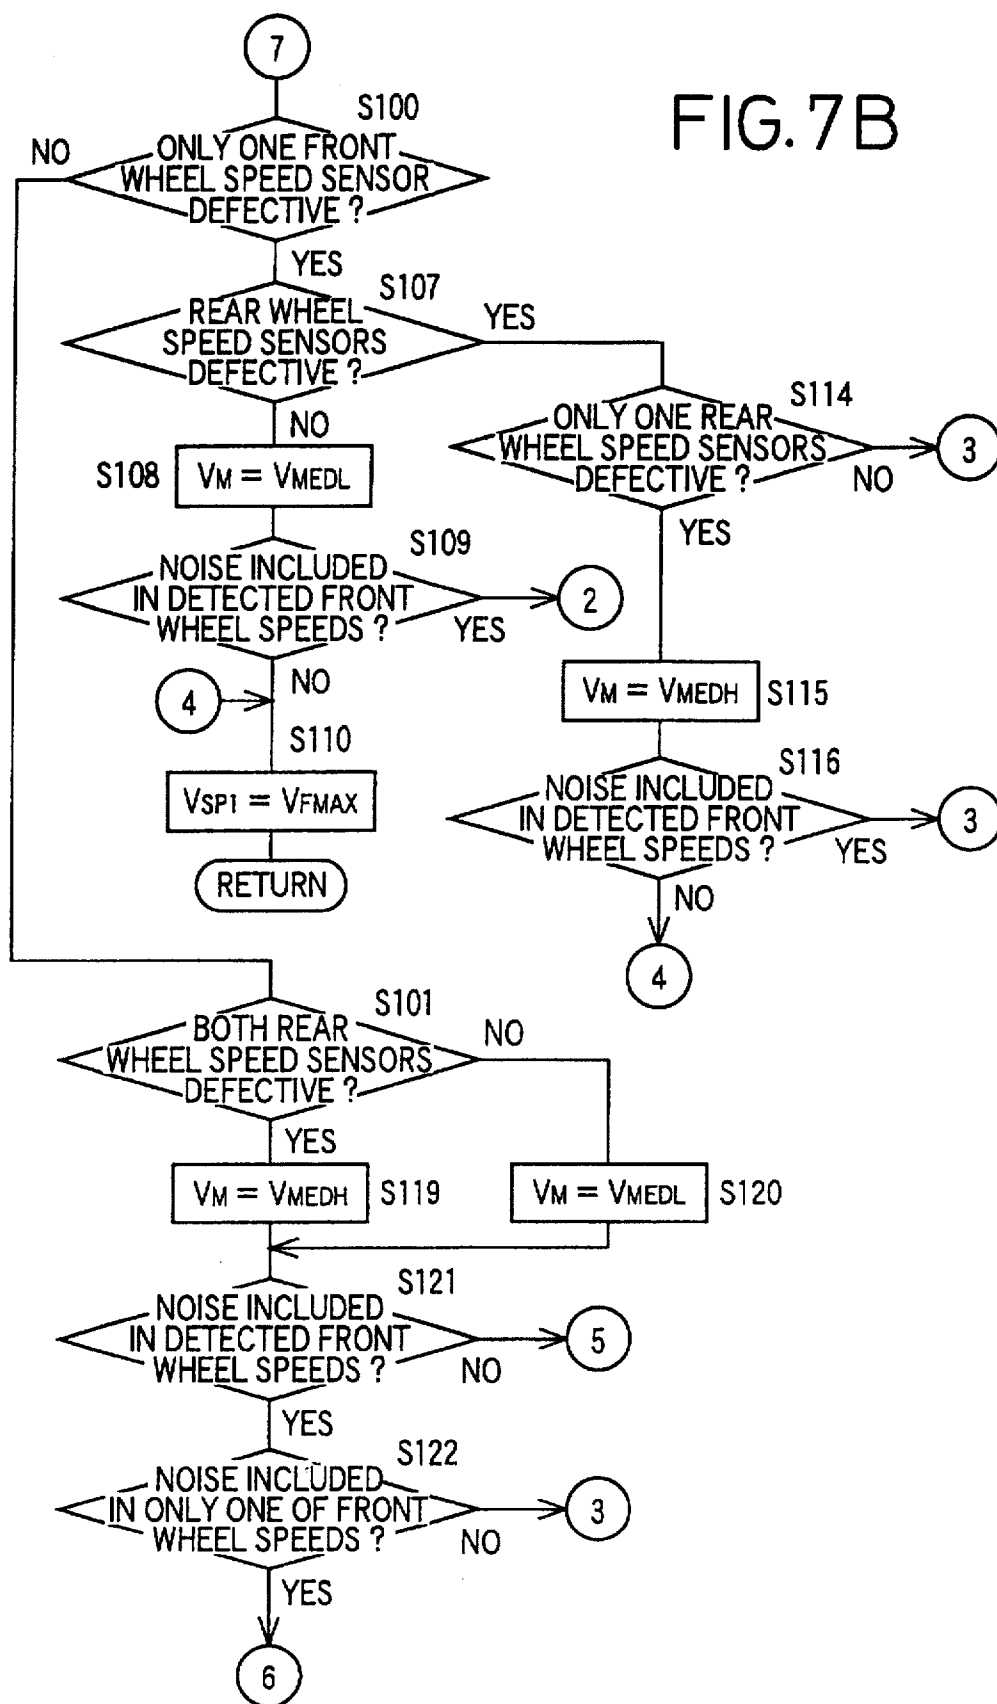 FIG. 7B
7
S100
ONLY ONE FRONT
WHEEL SPEED SENSOR
DEFECTIVE ?
NO
YES
S107
REAR WHEEL
SPEED SENSORS
DEFECTIVE ?
YES
NO
S114
ONLY ONE REAR
WHEEL SPEED SENSORS
DEFECTIVE ?
NO
3
YES
S108
VM = VMEDL
S109
NOISE INCLUDED
IN DETECTED FRONT
WHEEL SPEEDS ?
YES
2
NO
4
S110
VSP1 = VFMAX
RETURN
VM = VMEDH
S115
S116
NOISE INCLUDED
IN DETECTED FRONT
WHEEL SPEEDS ?
YES
3
NO
4
S101
BOTH REAR
WHEEL SPEED SENSORS
DEFECTIVE ?
NO
YES
VM = VMEDH
S119
VM = VMEDL
S120
S121
NOISE INCLUDED
IN DETECTED FRONT
WHEEL SPEEDS ?
NO
5
YES
S122
NOISE INCLUDED
IN ONLY ONE OF FRONT
WHEEL SPEEDS ?
NO
3
YES
6